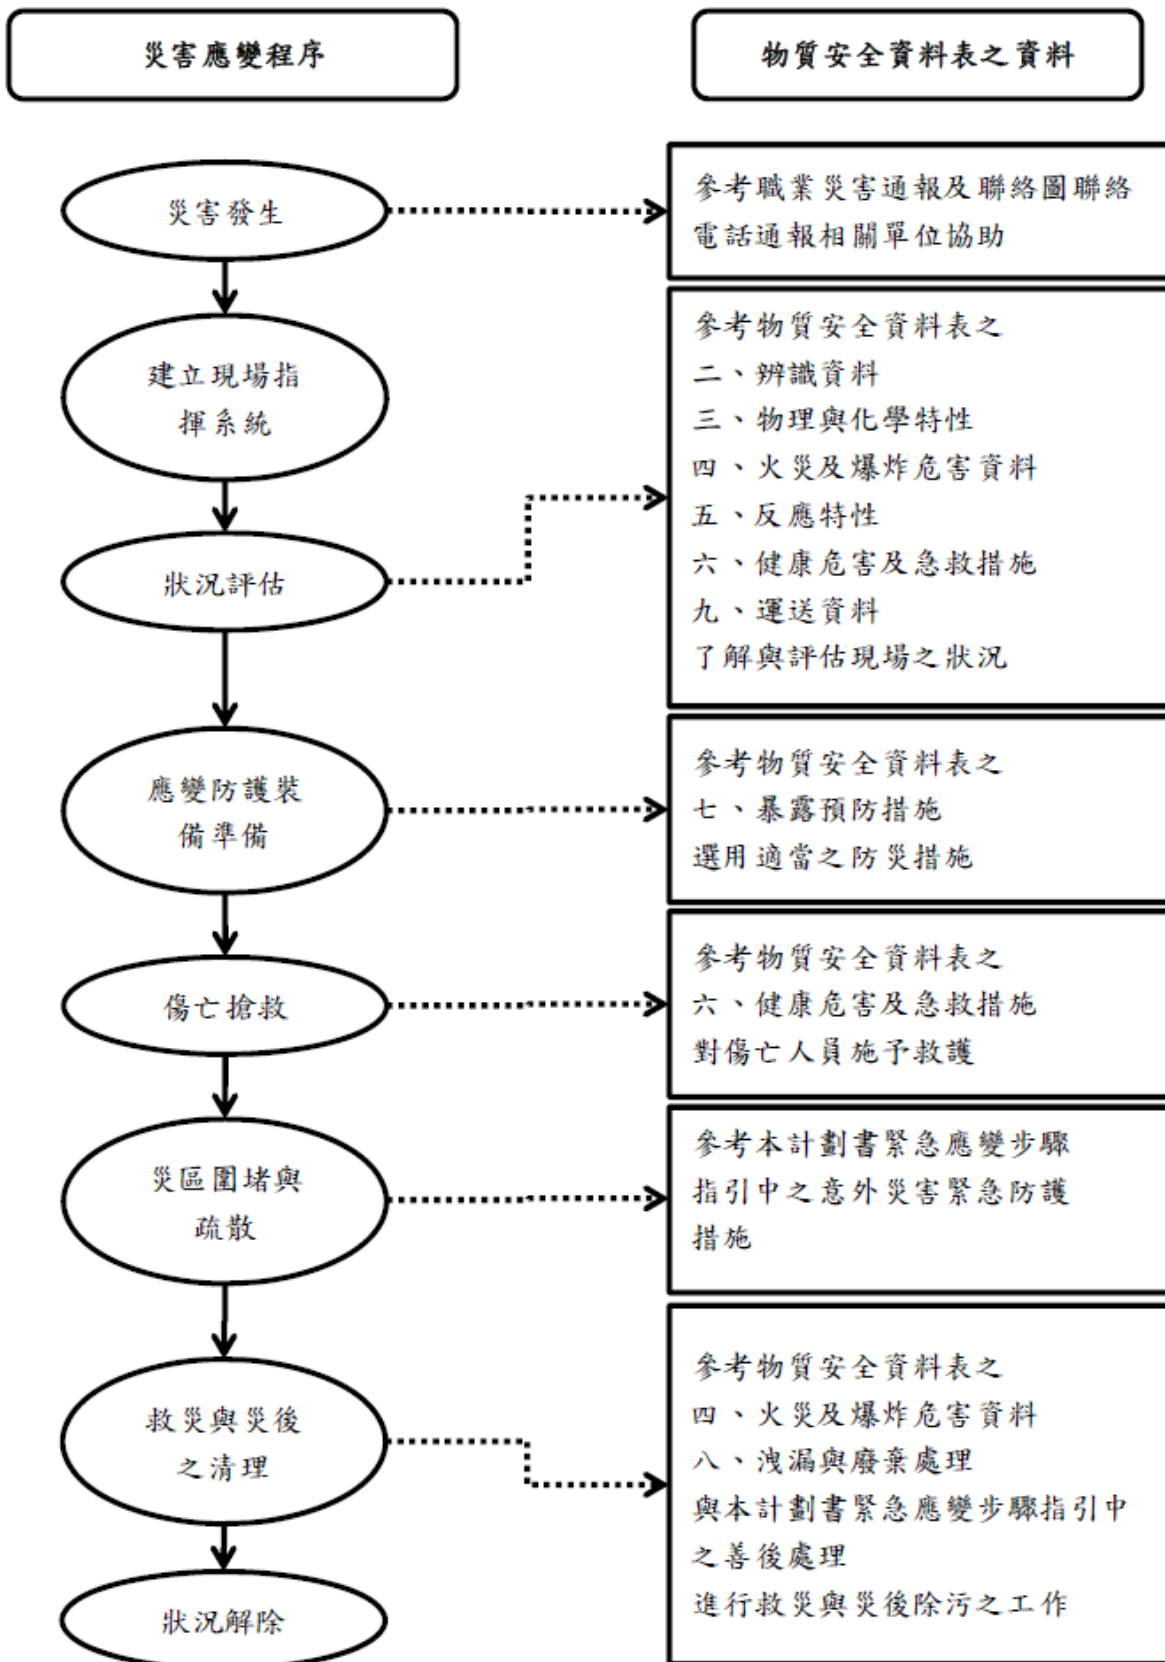 災害應變程序
物質安全資料表之資料
災害發生
參考職業災害通報及聯絡圖聯絡
電話通報相關單位協助
建立現場指
揮系統
狀況評估
參考物質安全資料表之
二、辨識資料
三、物理與化學特性
四、火災及爆炸危害資料
五、反應特性
六、健康危害及急救措施
九、運送資料
了解與評估現場之狀況
應變防護裝
備準備
參考物質安全資料表之
七、暴露預防措施
選用適當之防災措施
傷亡搶救
參考物質安全資料表之
六、健康危害及急救措施
對傷亡人員施予救護
災區圍堵與
疏散
參考本計劃書緊急應變步驟
指引中之意外災害緊急防護
措施
救災與災後
之清理
參考物質安全資料表之
四、火災及爆炸危害資料
八、洩漏與廢棄處理
與本計劃書緊急應變步驟指引中
之善後處理
進行救災與災後除污之工作
狀況解除